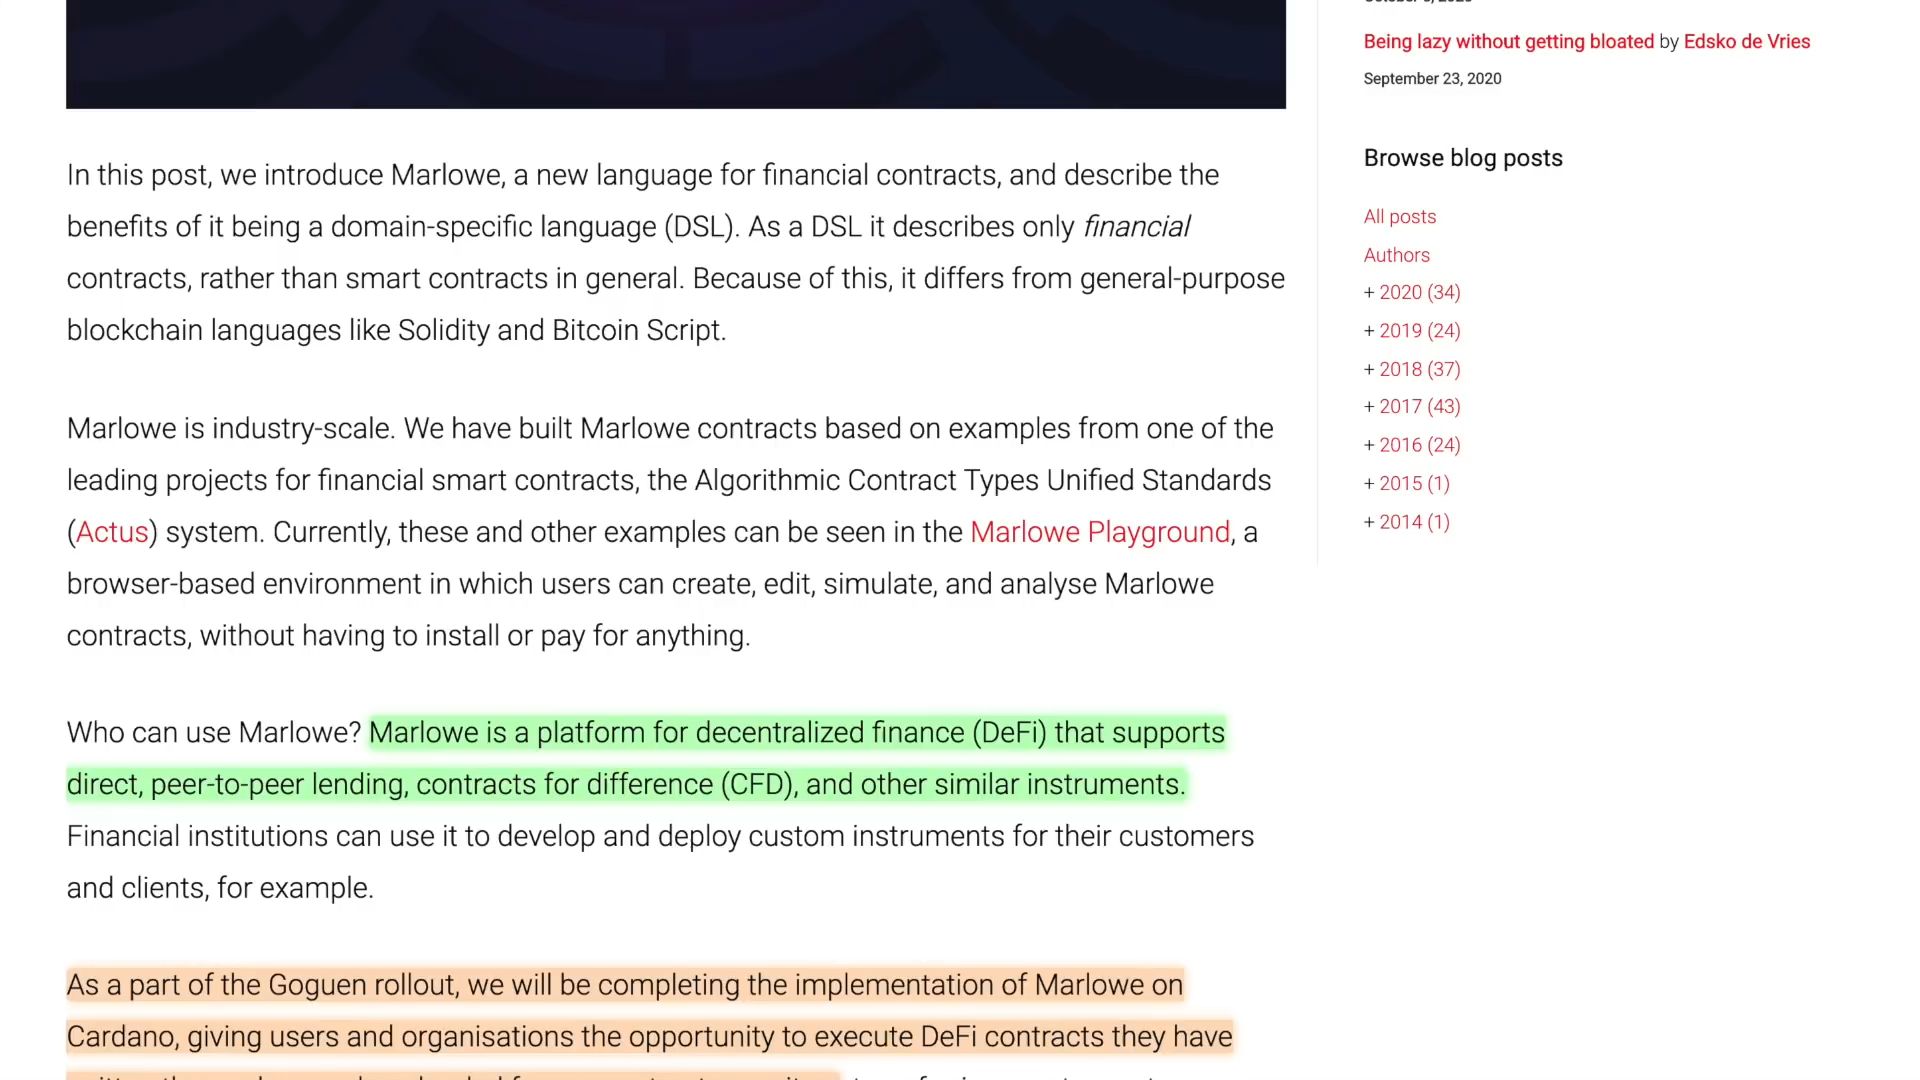 In this post, we introduce Marlowe, a new language for financial contracts, and describe the
benefits of it being a domain-specific language (DSL). As a DSL it describes only financial
contracts, rather than smart contracts in general. Because of this, it differs from general-purpose
blockchain languages like Solidity and Bitcoin Script.
Marlowe is industry-scale. We have built Marlowe contracts based on examples from one of the
leading projects for financial smart contracts, the Algorithmic Contract Types Unified Standards
(Actus) system. Currently, these and other examples can be seen in the Marlowe Playground, a
browser-based environment in which users can create, edit, simulate, and analyse Marlowe
contracts, without having to install or pay for anything.
Who can use Marlowe? Marlowe is a platform for decentralized finance (DeFi) that supports
direct, peer-to-peer lending, contracts for difference (CFD), and other similar instruments.
Financial institutions can use it to develop and deploy custom instruments for their customers
and clients, for example.
As a part of the Goguen rollout, we will be completing the implementation of Marlowe on
Cardano, giving users and organisations the opportunity to execute DeFi contracts they have
Being lazy without getting bloated by Edsko de Vries
September 23, 2020
Browse blog posts
All posts
Authors
+ 2020 (34)
+ 2019 (24)
+ 2018 (37)
+ 2017 (43)
+ 2016 (24)
+ 2015 (1)
+ 2014 (1)